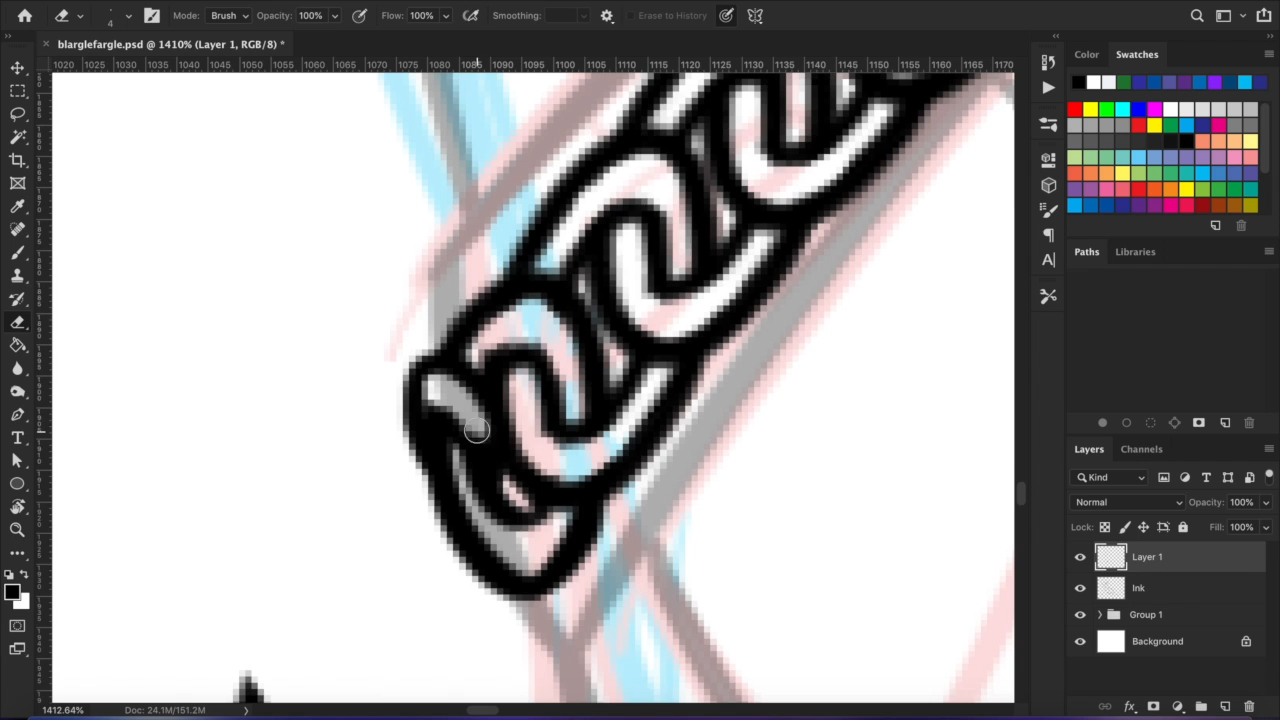 4 Mode: Brush Opacity: 100% Flow: 100% Smoothing: Erase to History
× blarglefargle.psd @ 1410% (Layer 1, RGB/8) *
1020 1025 1030 1035 1040 1045 1050 1055 1060 1065 1070 1075 1080 1085 1090 1095 1100 1105 1110 1115 1120 1125 1130 1135 1140 1145 1150 1155 1160 1165 1170
Color Swatches
Paths Libraries
Layers Channels
Kind
Normal Opacity: 100%
Lock: Fill: 100%
Layer 1
Ink
Group 1
Background
1412.64% Doc: 24.1M/151.2M